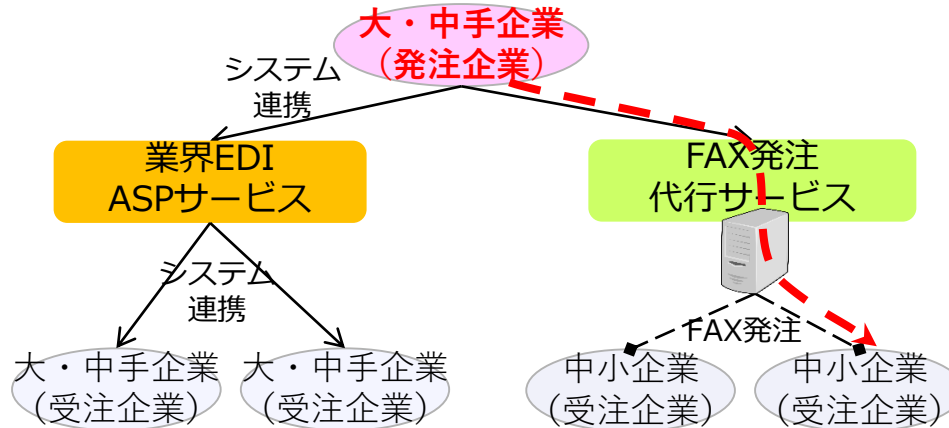 大・中手企業
（発注企業）
システム
連携
業界EDI
ASPサービス
FAX発注
代行サービス
システム
連携
FAX発注
大・中手企業
（受注企業）
大・中手企業
（受注企業）
中小企業
（受注企業）
中小企業
（受注企業）